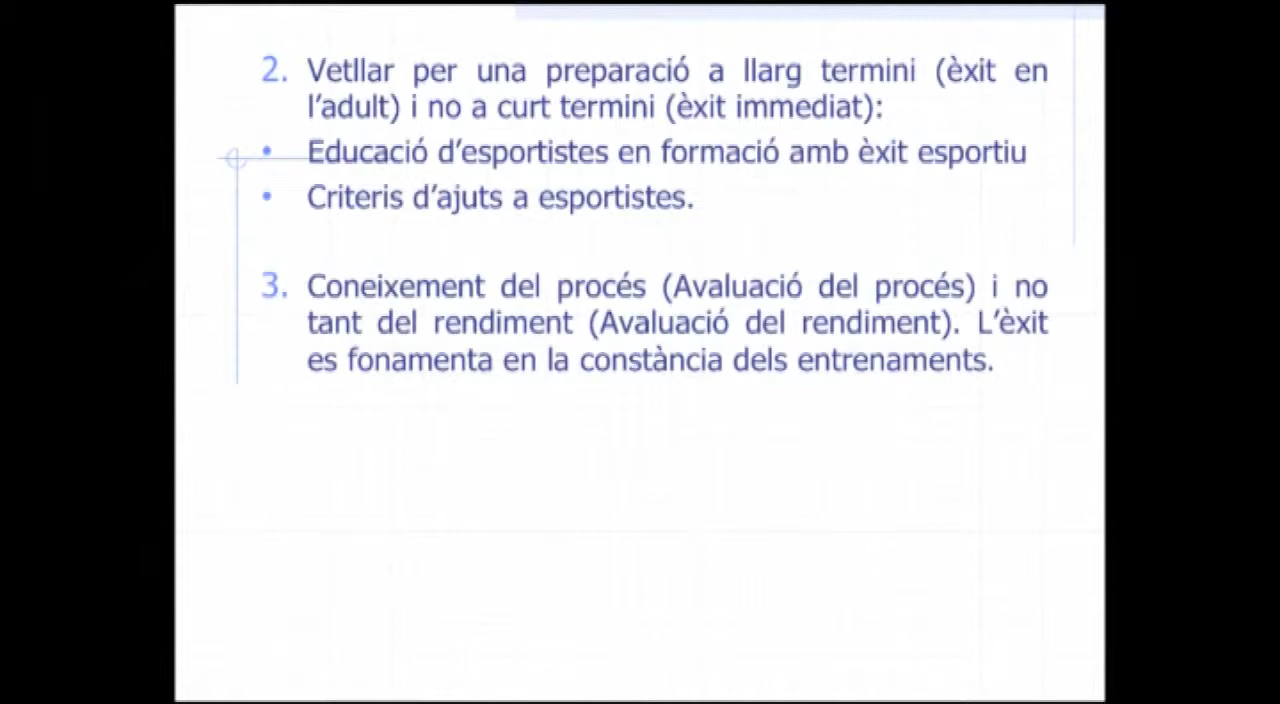 2. Vetllar per una preparació a llarg termini (èxit en
l'adult) i no a curt termini (èxit immediat):
• Educació d'esportistes en formació amb èxit esportiu
• Criteris d'ajuts a esportistes.
3. Coneixement del procés (Avaluació del procés) i no
tant del rendiment (Avaluació del rendiment). L'èxit
es fonamenta en la constància dels entrenaments.